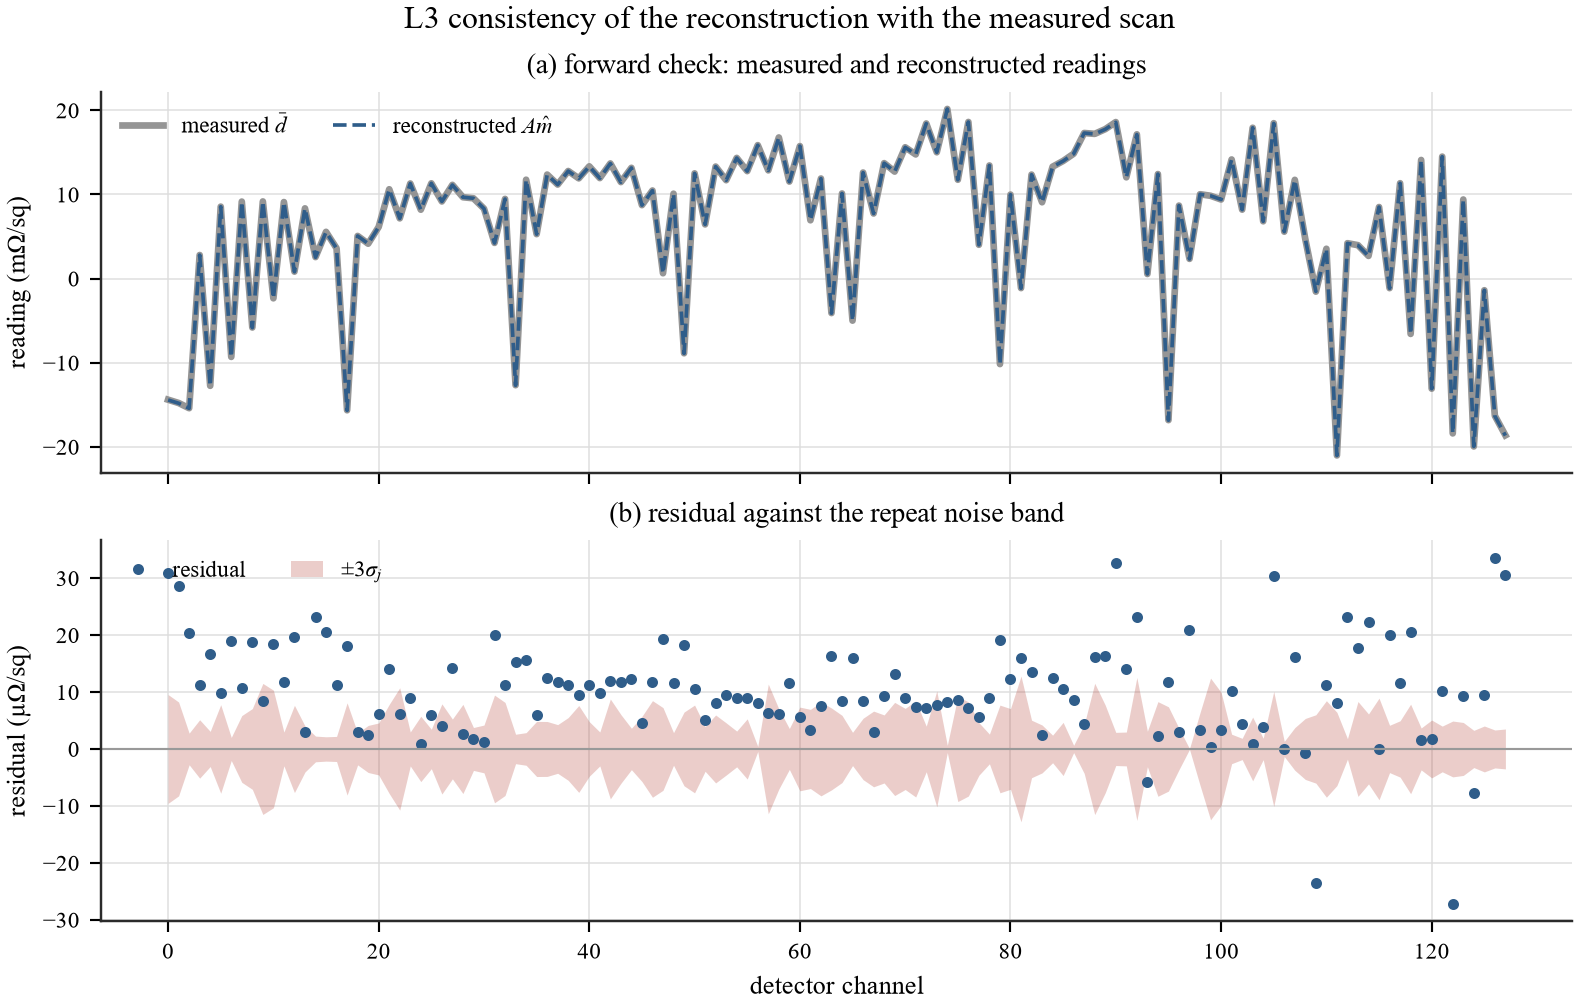 L3 consistency of the reconstruction with the measured scan
(a) forward check: measured and reconstructed readings
measured d̄
reconstructed Am̂
reading (mΩ/sq)
20
10
0
−10
−20
(b) residual against the repeat noise band
residual
±3σⱼ
residual (μΩ/sq)
30
20
10
0
−10
−20
−30
0 20 40 60 80 100 120
detector channel